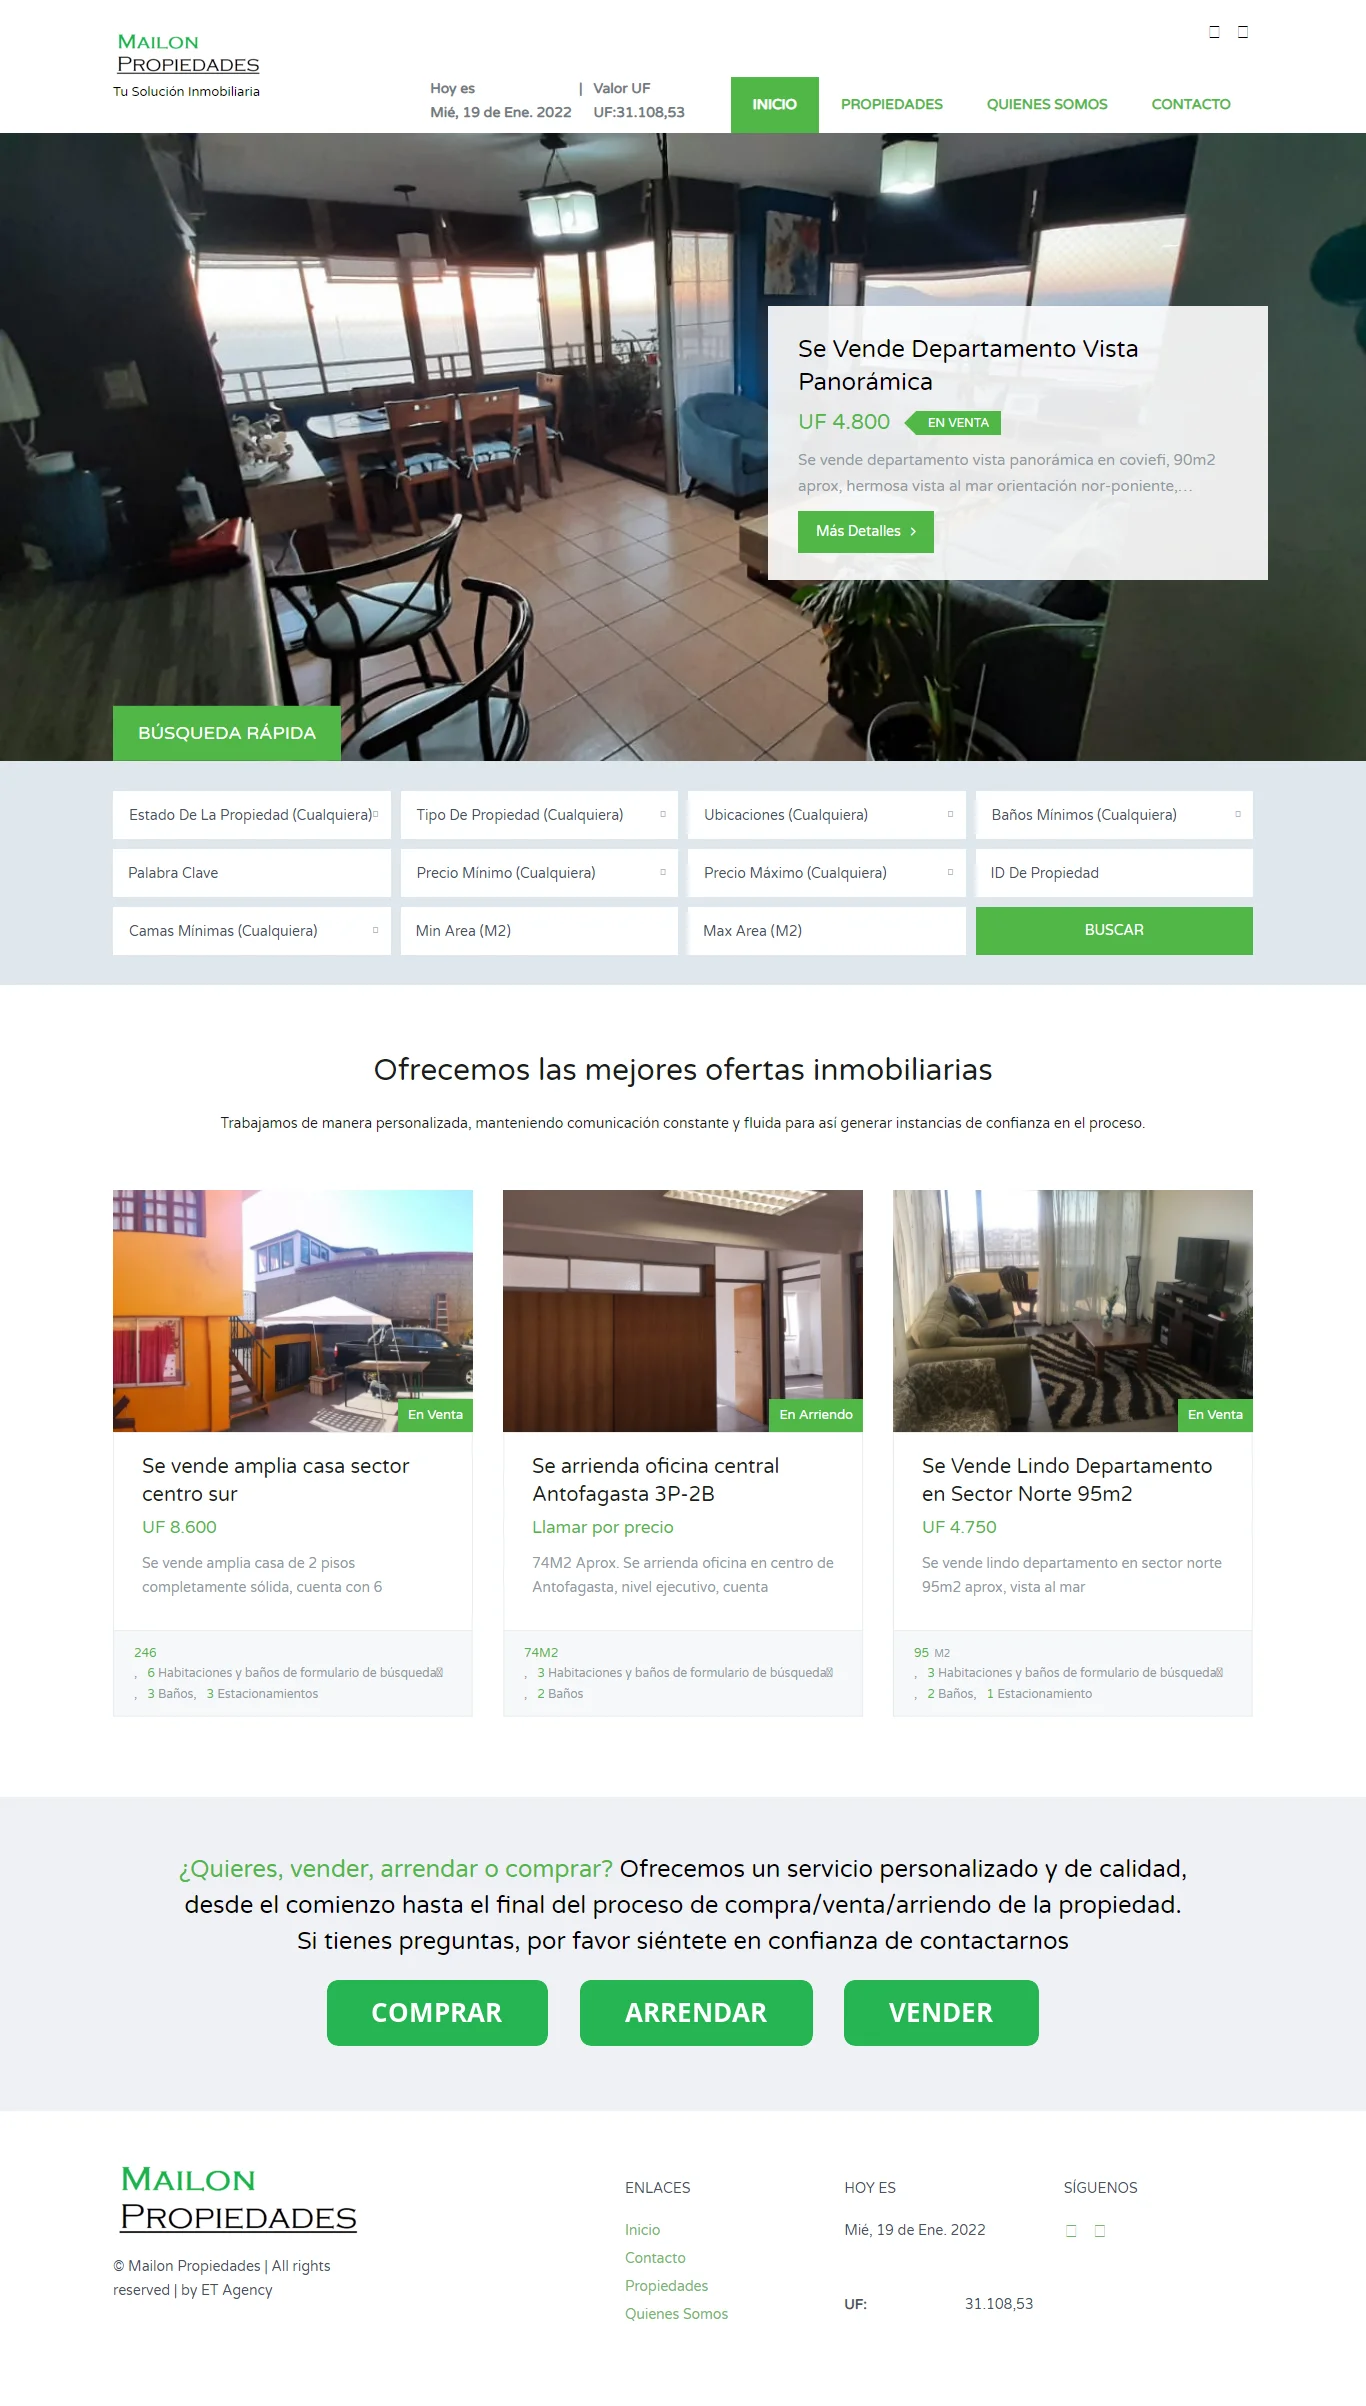 MAILON
PROPIEDADES
Tu Solución Inmobiliaria
Hoy es | Valor UF
Mié, 19 de Ene. 2022 UF:31.108,53
INICIO PROPIEDADES QUIENES SOMOS CONTACTO
Se Vende Departamento Vista
Panorámica
UF 4.800 EN VENTA
Se vende departamento vista panorámica en coviefi, 90m2
aprox, hermosa vista al mar orientación nor-poniente,…
Más Detalles
BÚSQUEDA RÁPIDA
Estado De La Propiedad (Cualquiera) Tipo De Propiedad (Cualquiera) Ubicaciones (Cualquiera) Baños Mínimos (Cualquiera)
Palabra Clave Precio Mínimo (Cualquiera) Precio Máximo (Cualquiera) ID De Propiedad
Camas Mínimas (Cualquiera) Min Area (M2) Max Area (M2) BUSCAR
Ofrecemos las mejores ofertas inmobiliarias
Trabajamos de manera personalizada, manteniendo comunicación constante y fluida para así generar instancias de confianza en el proceso.
En Venta
Se vende amplia casa sector
centro sur
UF 8.600
Se vende amplia casa de 2 pisos
completamente sólida, cuenta con 6
246
, 6 Habitaciones y baños de formulario de búsqueda
, 3 Baños, 3 Estacionamientos
En Arriendo
Se arrienda oficina central
Antofagasta 3P-2B
Llamar por precio
74M2 Aprox. Se arrienda oficina en centro de
Antofagasta, nivel ejecutivo, cuenta
74M2
, 3 Habitaciones y baños de formulario de búsqueda
, 2 Baños
En Venta
Se Vende Lindo Departamento
en Sector Norte 95m2
UF 4.750
Se vende lindo departamento en sector norte
95m2 aprox, vista al mar
95 M2
, 3 Habitaciones y baños de formulario de búsqueda
, 2 Baños, 1 Estacionamiento
¿Quieres, vender, arrendar o comprar? Ofrecemos un servicio personalizado y de calidad,
desde el comienzo hasta el final del proceso de compra/venta/arriendo de la propiedad.
Si tienes preguntas, por favor siéntete en confianza de contactarnos
COMPRAR ARRENDAR VENDER
MAILON
PROPIEDADES
© Mailon Propiedades | All rights
reserved | by ET Agency
ENLACES
Inicio
Contacto
Propiedades
Quienes Somos
HOY ES
Mié, 19 de Ene. 2022
UF: 31.108,53
SÍGUENOS